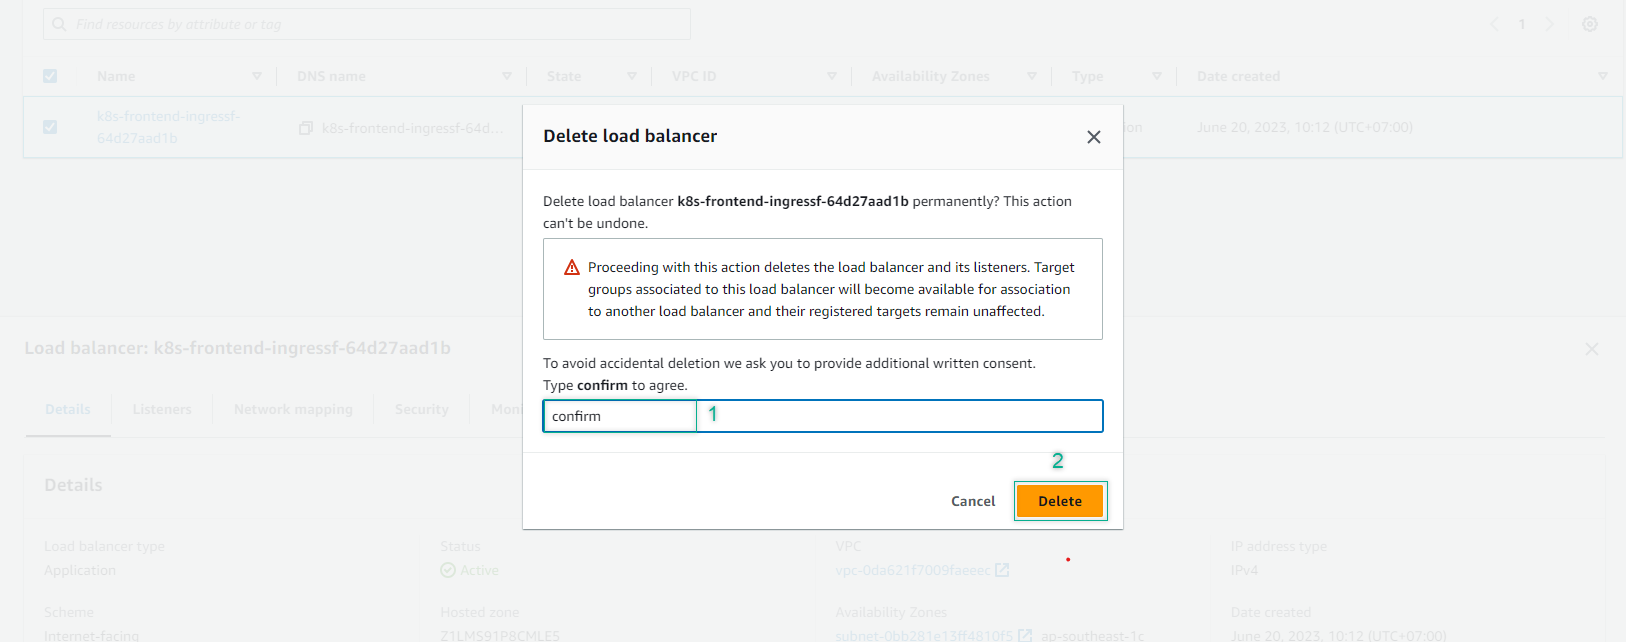 Find resources by attribute or tag
1
Name DNS name State VPC ID Availability Zones Type Date created
k8s-frontend-ingressf-
64d27aad1b
k8s-frontend-ingressf-64d...
ion
June 20, 2023, 10:12 (UTC+07:00)
Delete load balancer
Delete load balancer k8s-frontend-ingressf-64d27aad1b permanently? This action
can't be undone.
Proceeding with this action deletes the load balancer and its listeners. Target
groups associated to this load balancer will become available for association
to another load balancer and their registered targets remain unaffected.
To avoid accidental deletion we ask you to provide additional written consent.
Type confirm to agree.
confirm 1
2
Cancel Delete
Load balancer: k8s-frontend-ingressf-64d27aad1b
Details Listeners Network mapping Security Moni
Details
Load balancer type Status VPC IP address type
Application Active vpc-0da621f7009faeeec IPv4
Scheme Hosted zone Availability Zones Date created
Internet-facing Z1LMS91P8CMLE5 subnet-0bb281e13ff4810f5 ap-southeast-1c June 20, 2023, 10:12 (UTC+07:00)